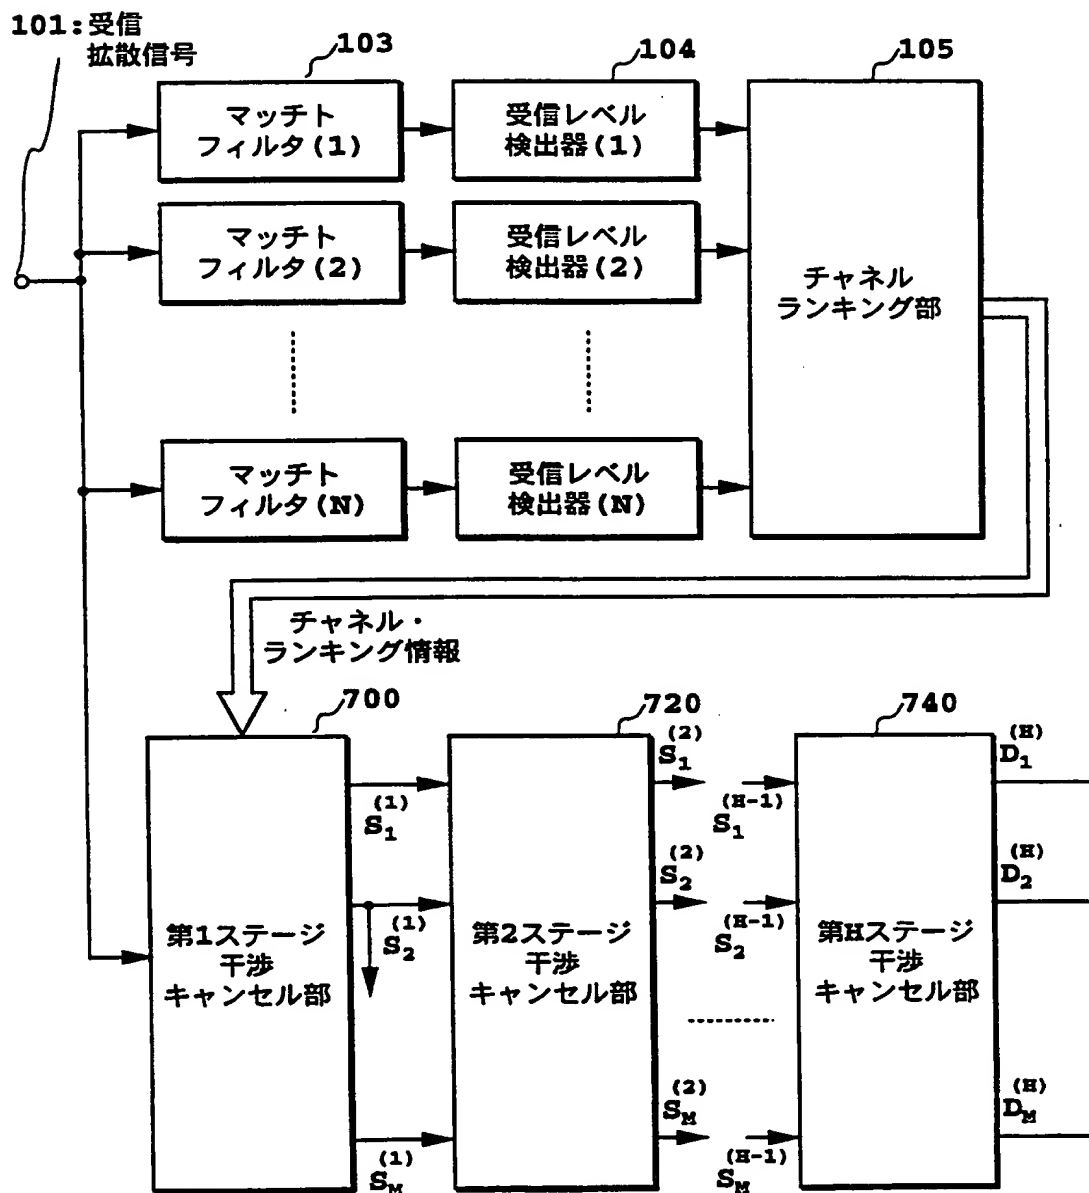 101:受信
拡散信号
103
104
105
マッチト
フィルタ(1)
受信レベル
検出器(1)
マッチト
フィルタ(2)
受信レベル
検出器(2)
チャネル
ランキング部
マッチト
フィルタ(N)
受信レベル
検出器(N)
チャネル・
ランキング情報
700
720
740
S₁⁽²⁾
D₁⁽ᴴ⁾
S₁⁽¹⁾
S₁⁽ᴴ⁻¹⁾
S₂⁽²⁾
D₂⁽ᴴ⁾
S₂⁽¹⁾
S₂⁽ᴴ⁻¹⁾
第1ステージ
干渉
キャンセル部
第2ステージ
干渉
キャンセル部
第Hステージ
干渉
キャンセル部
S_M⁽²⁾
D_M⁽ᴴ⁾
S_M⁽¹⁾
S_M⁽ᴴ⁻¹⁾